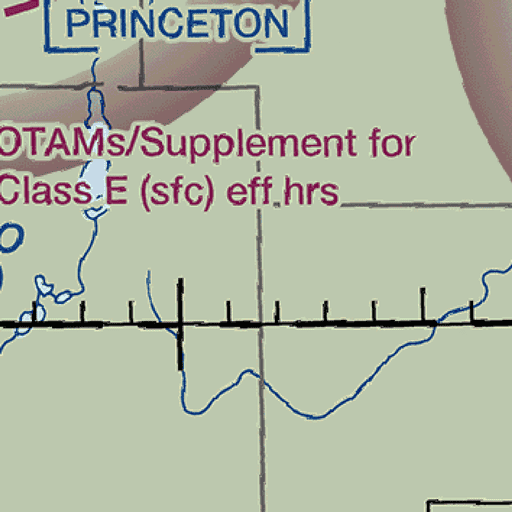 PRINCETON
OTAMs/Supplement for
Class E (sfc) eff hrs
O